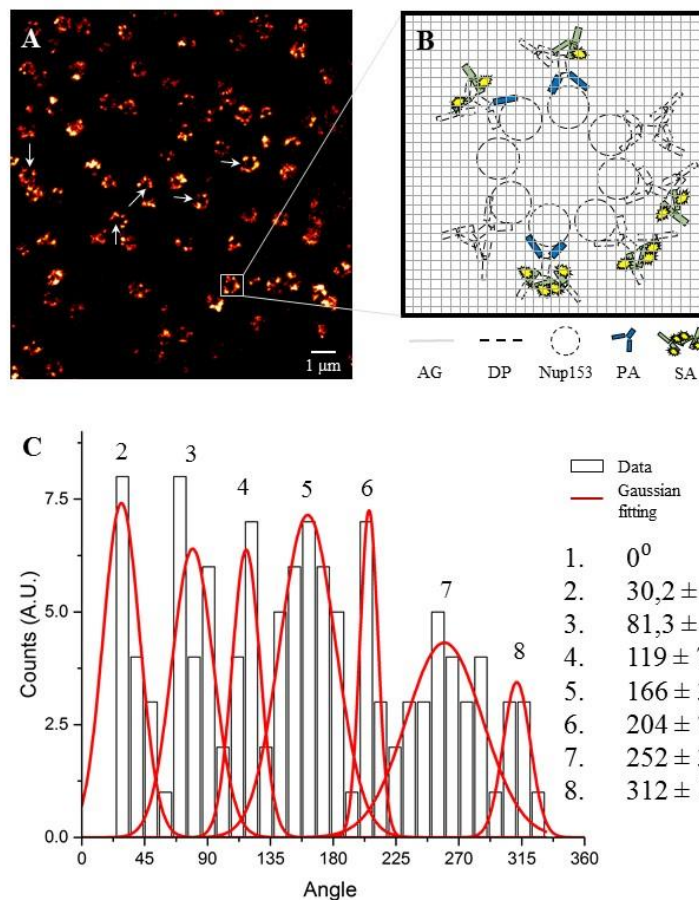 A
B
1 μm
AG DP Nup153 PA SA
C
2 3 4 5 6 7 8
Data
Gaussian
fitting
1. 0⁰
2. 30,2 ±
3. 81,3 ±
4. 119 ±
5. 166 ±
6. 204 ±
7. 252 ±
8. 312 ±
Counts (A.U.)
7.5
5.0
2.5
0.0
0 45 90 135 180 225 270 315 360
Angle